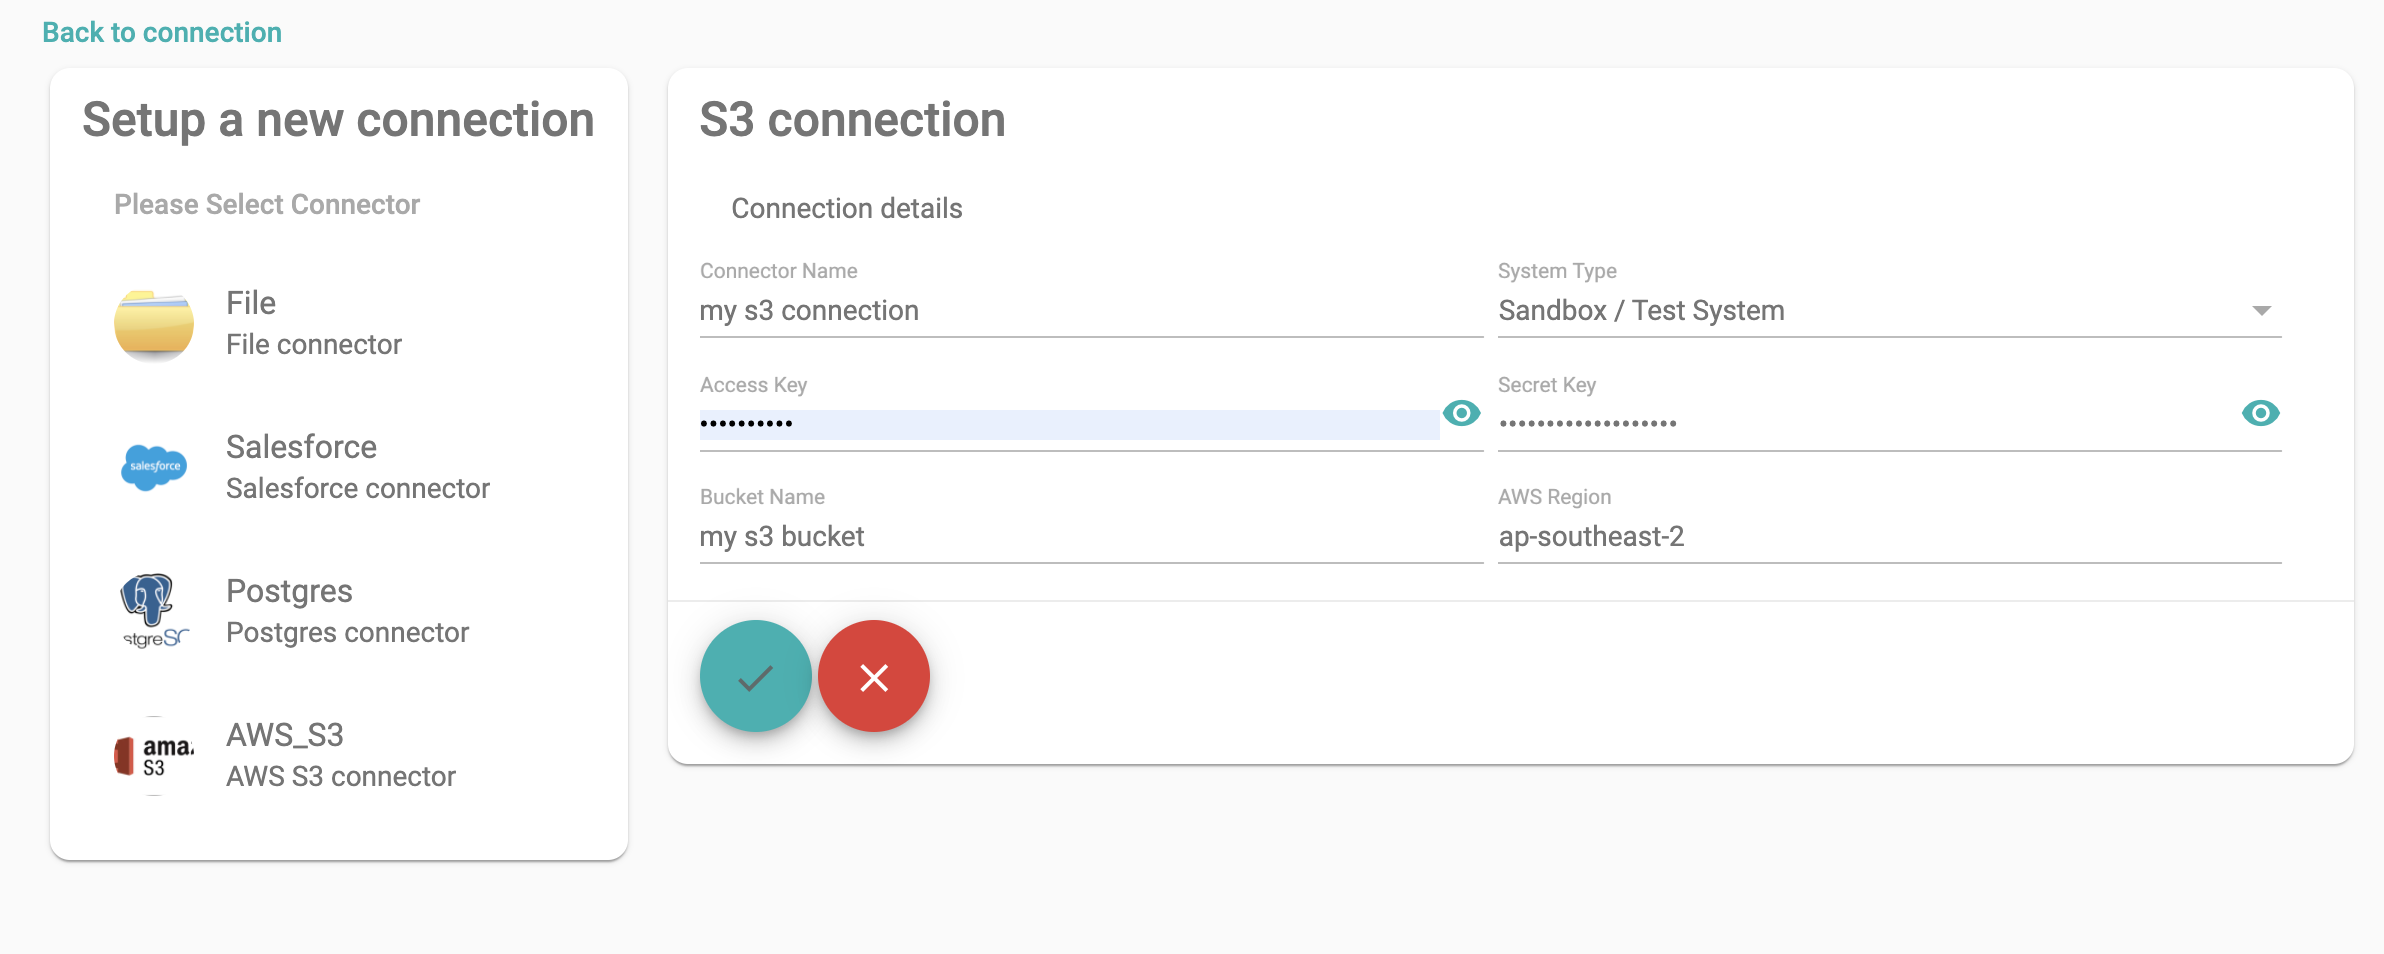 Back to connection
Setup a new connection
Please Select Connector
File
File connector
salesforce
Salesforce
Salesforce connector
stgreSC
Postgres
Postgres connector
ama
S3
AWS_S3
AWS S3 connector
S3 connection
Connection details
Connector Name
my s3 connection
System Type
Sandbox / Test System
Access Key
••••••••••
Secret Key
••••••••••••••••••
Bucket Name
my s3 bucket
AWS Region
ap-southeast-2